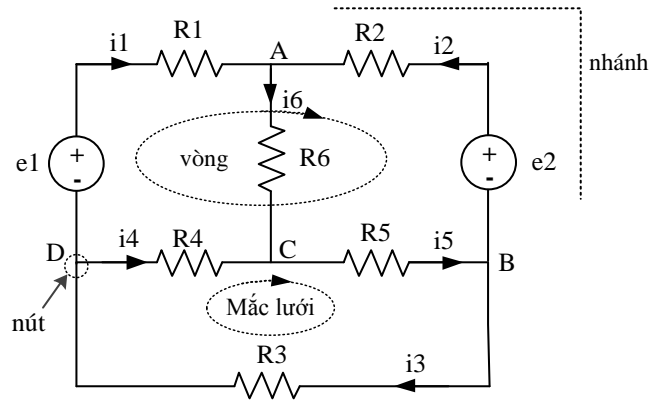 i1 R1 A R2 i2
nhánh
i6
e1 + - vòng R6 + - e2
D i4 R4 C R5 i5 B
Mắc lưới
nút
R3 i3